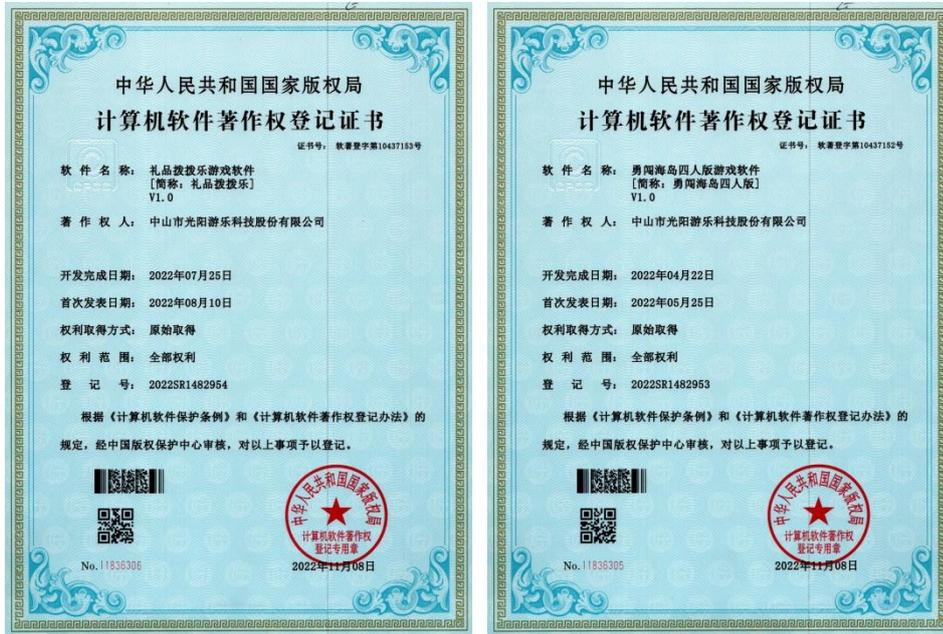 中华人民共和国国家版权局
计算机软件著作权登记证书
证书号： 软著登字第10437153号
软件名称： 礼品拨拨乐游戏软件
[简称：礼品拨拨乐]
V1.0
著作权人： 中山市光阳游乐科技股份有限公司
开发完成日期： 2022年07月25日
首次发表日期： 2022年08月10日
权利取得方式： 原始取得
权利范围： 全部权利
登记号： 2022SR1482954
根据《计算机软件保护条例》和《计算机软件著作权登记办法》的
规定，经中国版权保护中心审核，对以上事项予以登记。
中华人民共和国国家版权局
计算机软件著作权
登记专用章
No. 11836306
2022年11月08日
中华人民共和国国家版权局
计算机软件著作权登记证书
证书号： 软著登字第10437152号
软件名称： 勇闯海岛四人版游戏软件
[简称：勇闯海岛四人版]
V1.0
著作权人： 中山市光阳游乐科技股份有限公司
开发完成日期： 2022年04月22日
首次发表日期： 2022年05月25日
权利取得方式： 原始取得
权利范围： 全部权利
登记号： 2022SR1482953
根据《计算机软件保护条例》和《计算机软件著作权登记办法》的
规定，经中国版权保护中心审核，对以上事项予以登记。
中华人民共和国国家版权局
计算机软件著作权
登记专用章
No. 11836305
2022年11月08日